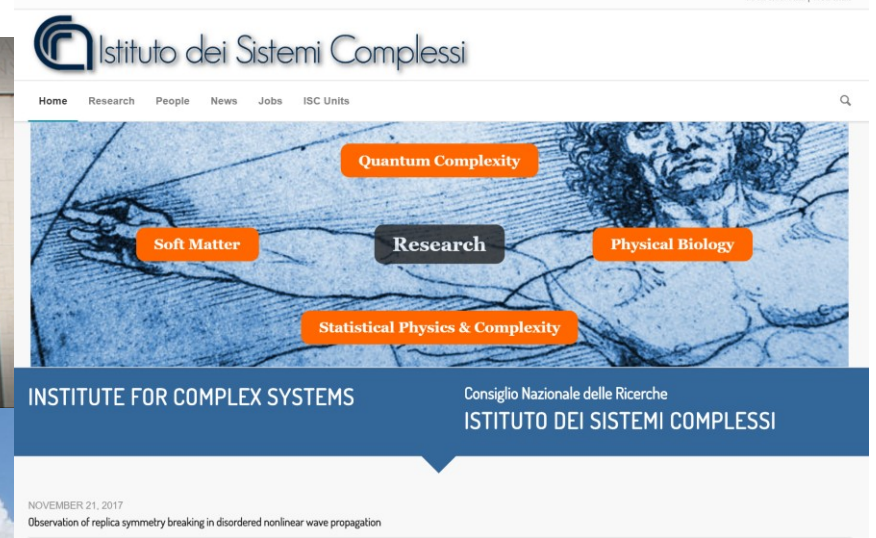 Istituto dei Sistemi Complessi
Home Research People News Jobs ISC Units
Quantum Complexity
Soft Matter
Research
Physical Biology
Statistical Physics & Complexity
INSTITUTE FOR COMPLEX SYSTEMS
Consiglio Nazionale delle Ricerche
ISTITUTO DEI SISTEMI COMPLESSI
NOVEMBER 21, 2017
Observation of replica symmetry breaking in disordered nonlinear wave propagation